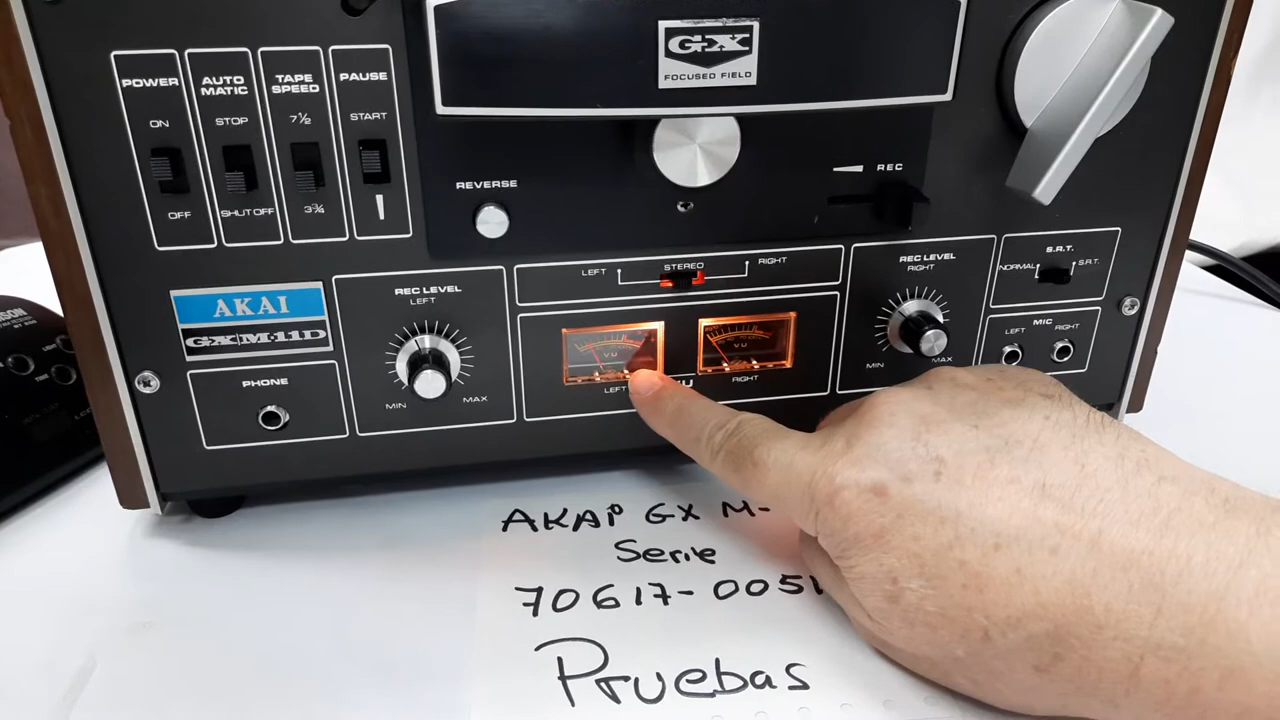 GX
FOCUSED FIELD
POWER
ON
OFF
AUTO
MATIC
STOP
SHUT OFF
TAPE
SPEED
7½
3¾
PAUSE
START
REVERSE
REC
LEFT STEREO RIGHT
AKAI
GX M-11D
PHONE
REC LEVEL
LEFT
MIN MAX
VU
LEFT
VU
RIGHT
REC LEVEL
RIGHT
MIN MAX
S.R.T.
NORMAL S.R.T.
MIC
LEFT RIGHT
AKAI GX M-
Serie
70617-005
Pruebas